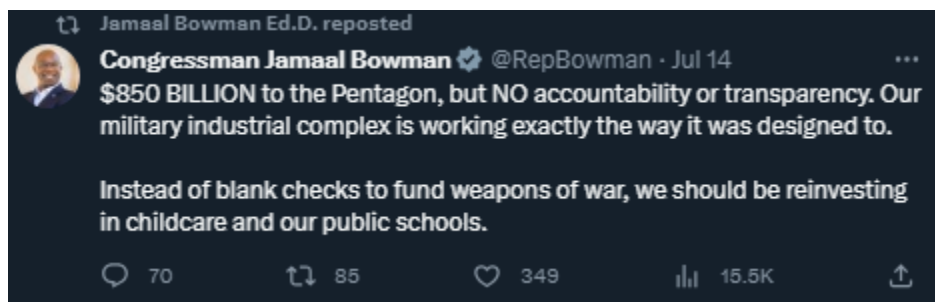 Jamaal Bowman Ed.D. reposted
Congressman Jamaal Bowman @RepBowman · Jul 14
$850 BILLION to the Pentagon, but NO accountability or transparency. Our
military industrial complex is working exactly the way it was designed to.
Instead of blank checks to fund weapons of war, we should be reinvesting
in childcare and our public schools.
70 85 349 15.5K